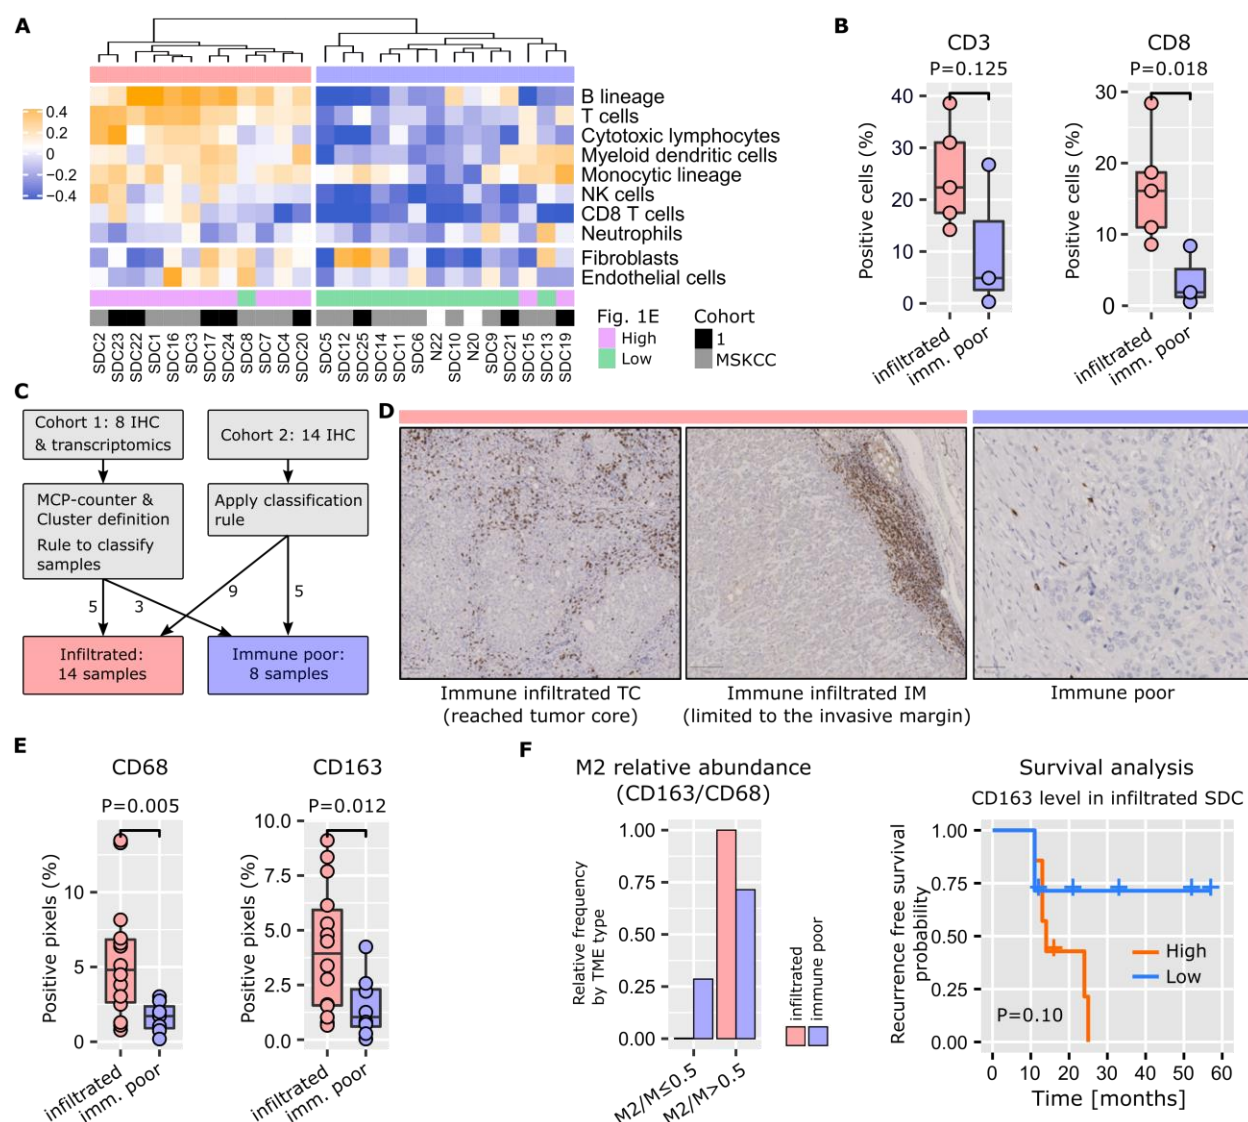 A
0.4
0.2
0
−0.2
−0.4
B lineage
T cells
Cytotoxic lymphocytes
Myeloid dendritic cells
Monocytic lineage
NK cells
CD8 T cells
Neutrophils
Fibroblasts
Endothelial cells
SDC2
SDC23
SDC22
SDC1
SDC16
SDC3
SDC17
SDC24
SDC8
SDC7
SDC4
SDC20
SDC5
SDC12
SDC25
SDC14
SDC11
SDC6
N22
SDC10
N20
SDC9
SDC21
SDC15
SDC13
SDC19
Fig. 1E
High
Low
Cohort
1
MSKCC
B
CD3
P=0.125
Positive cells (%)
40
30
20
10
0
infiltrated
imm. poor
CD8
P=0.018
Positive cells (%)
30
20
10
0
infiltrated
imm. poor
C
Cohort 1: 8 IHC
& transcriptomics
Cohort 2: 14 IHC
MCP-counter &
Cluster definition
Rule to classify
samples
Apply classification
rule
5
3
9
5
Infiltrated:
14 samples
Immune poor:
8 samples
D
Immune infiltrated TC
(reached tumor core)
Immune infiltrated IM
(limited to the invasive margin)
Immune poor
E
CD68
P=0.005
Positive pixels (%)
10
5
0
infiltrated
imm. poor
CD163
P=0.012
Positive pixels (%)
10.0
7.5
5.0
2.5
0.0
infiltrated
imm. poor
F
M2 relative abundance
(CD163/CD68)
Relative frequency
by TME type
1.00
0.75
0.50
0.25
0.00
M2/M≤0.5
M2/M>0.5
infiltrated
immune poor
Survival analysis
CD163 level in infiltrated SDC
Recurrence free survival
probability
1.00
0.75
0.50
0.25
0.00
High
Low
P=0.10
0 10 20 30 40 50 60
Time [months]